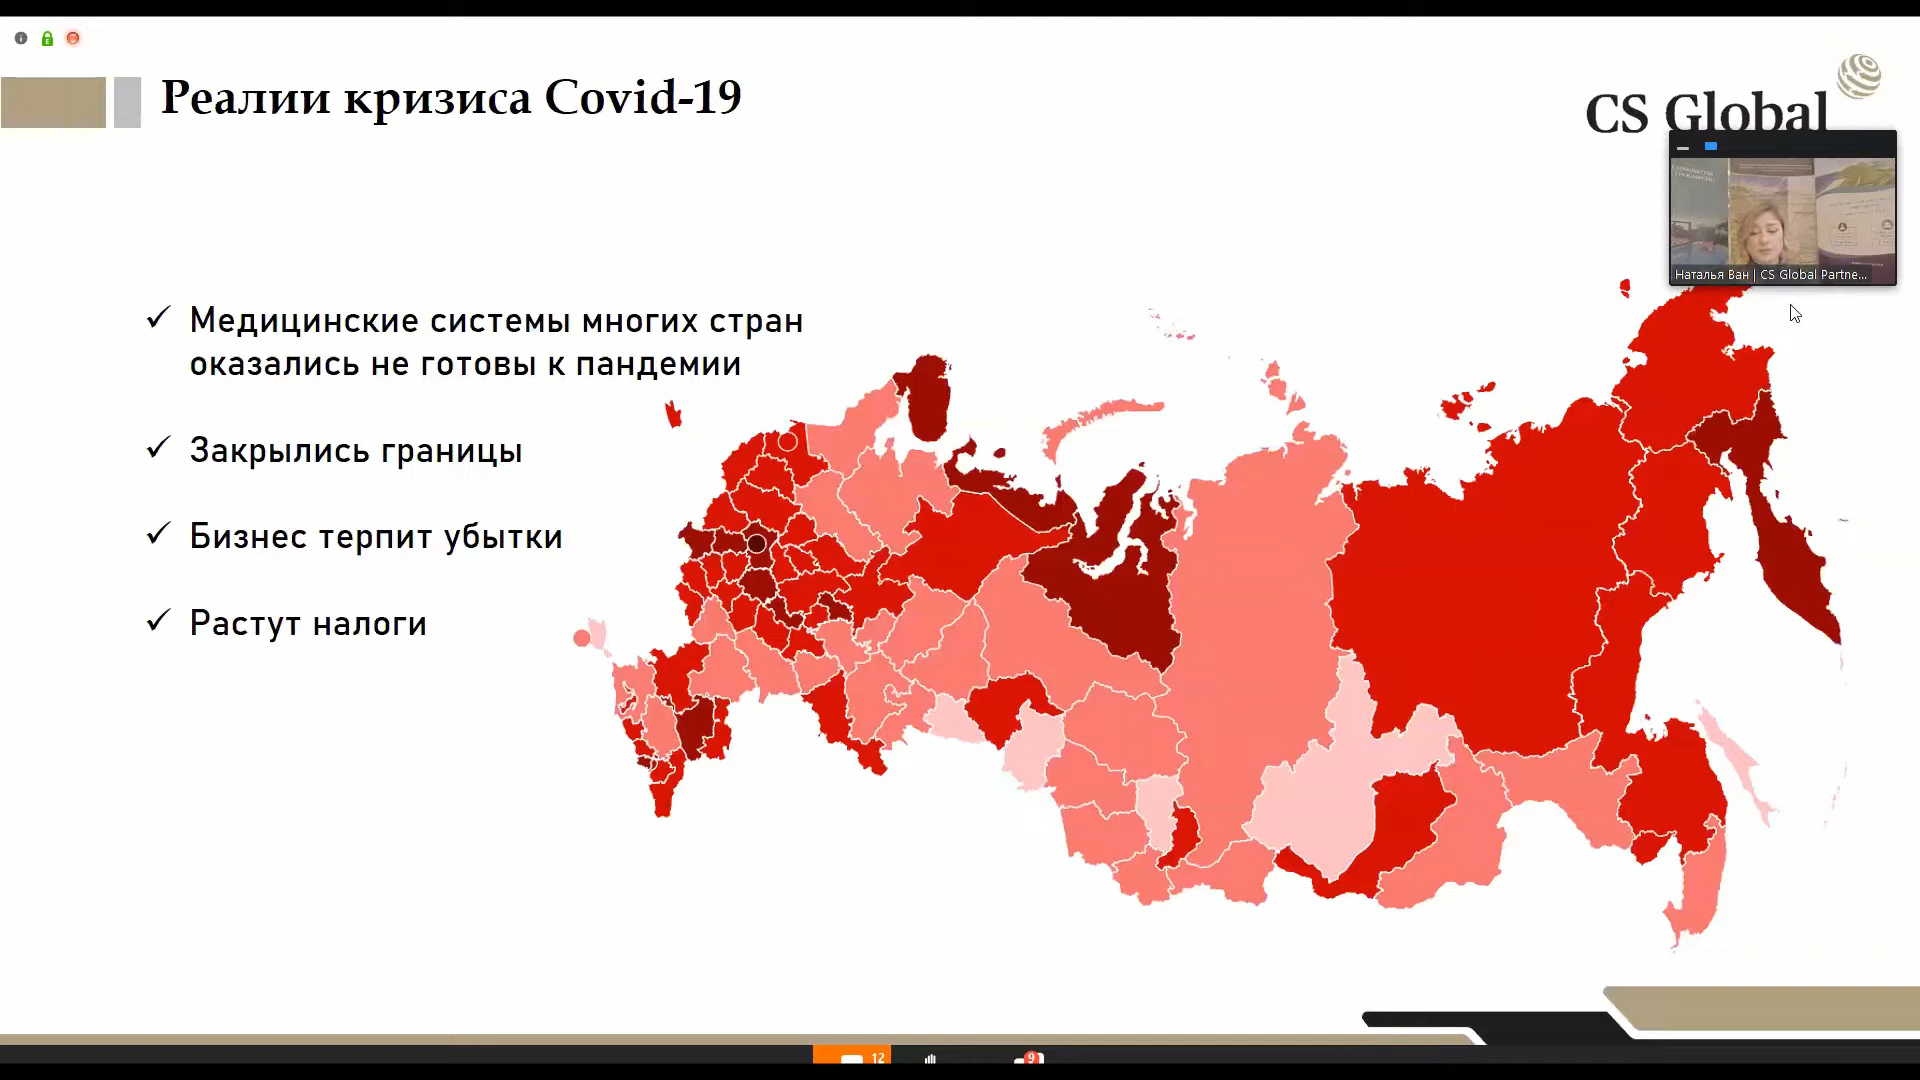 Реалии кризиса Covid-19
CS Global
Наталья Ван | CS Global Partne...
✓ Медицинские системы многих стран
оказались не готовы к пандемии
✓ Закрылись границы
✓ Бизнес терпит убытки
✓ Растут налоги
12
9